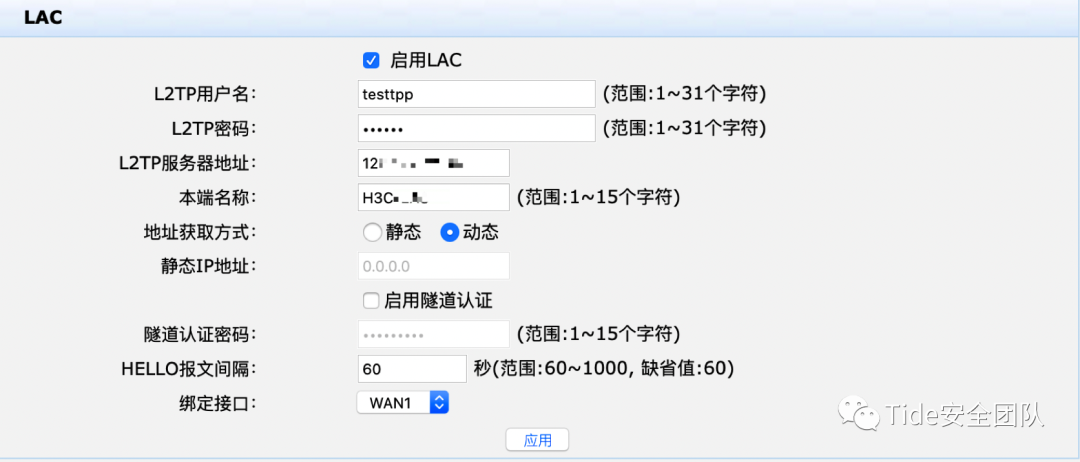 LAC
启用LAC
L2TP用户名： testtpp (范围:1~31个字符)
L2TP密码： •••••• (范围:1~31个字符)
L2TP服务器地址： 12
本端名称： H3C (范围:1~15个字符)
地址获取方式： 静态 动态
静态IP地址： 0.0.0.0
启用隧道认证
隧道认证密码： ••••••••• (范围:1~15个字符)
HELLO报文间隔： 60 秒(范围:60~1000, 缺省值:60)
绑定接口： WAN1
应用
Tide安全团队